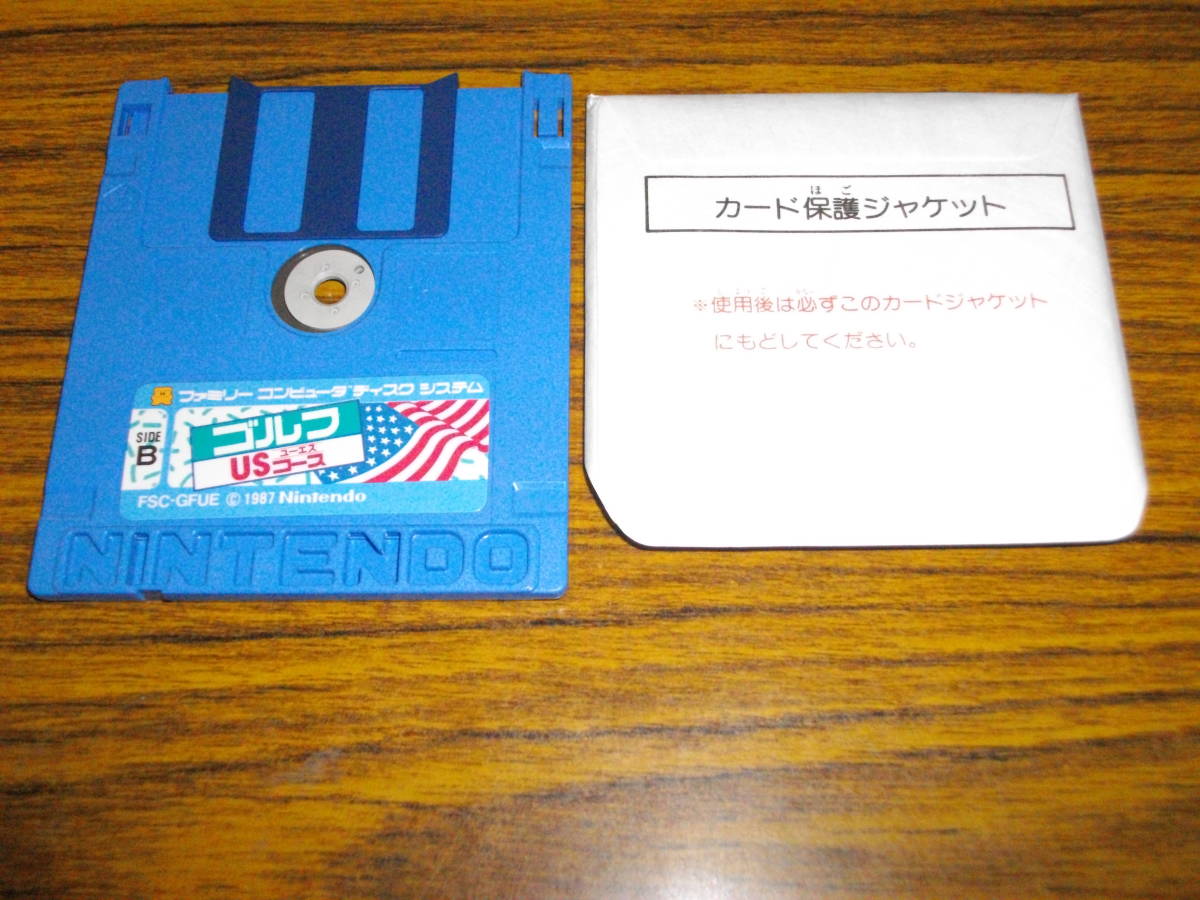 ファミリー コンピュータ ディスク システム
SIDE
B
ゴルフ
ユーエス
USコース
FSC-GFUE © 1987 Nintendo
NINTENDO
ほご
カード保護ジャケット
※使用後は必ずこのカードジャケット
にもどしてください。